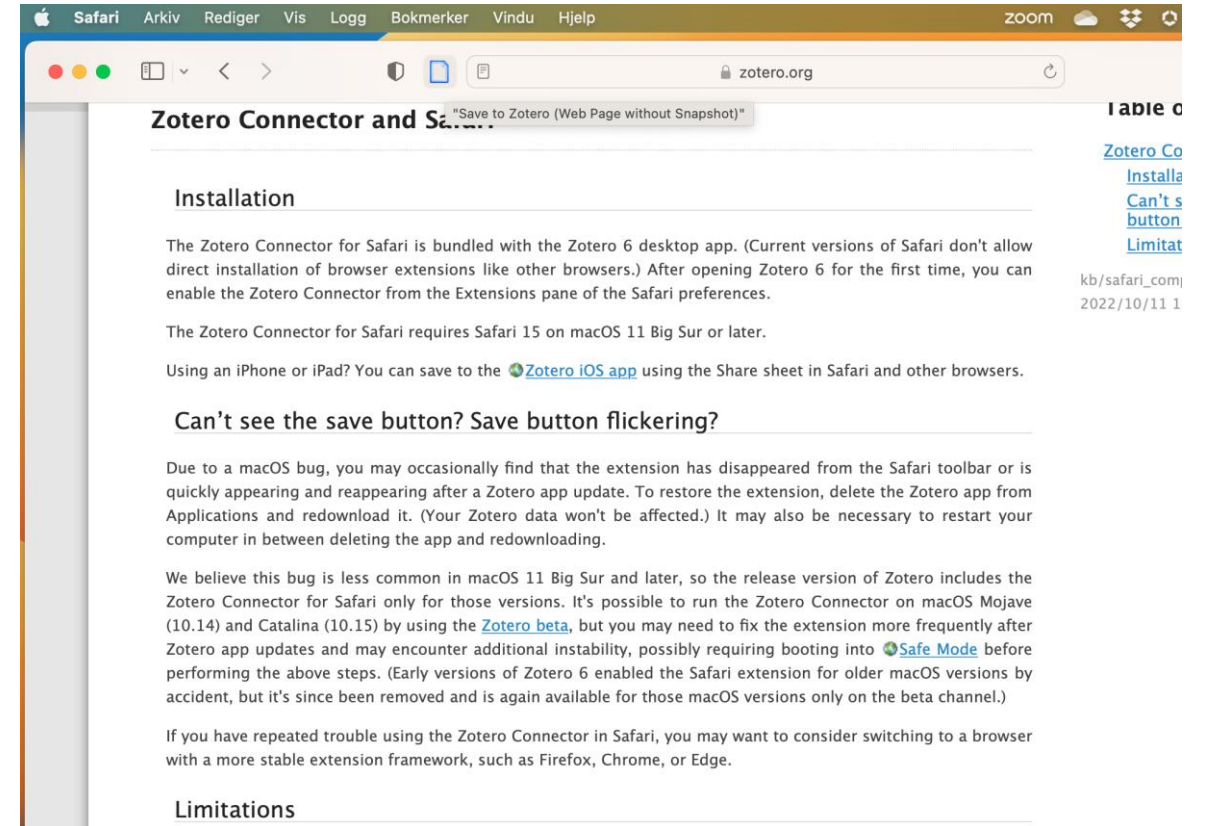 Safari Arkiv Rediger Vis Logg Bokmerker Vindu Hjelp zoom
zotero.org
"Save to Zotero (Web Page without Snapshot)"
Zotero Connector and
Table o
Zotero Co
Installa
Can't s
button
Limitat
kb/safari_comp
2022/10/11 1
Installation
The Zotero Connector for Safari is bundled with the Zotero 6 desktop app. (Current versions of Safari don't allow
direct installation of browser extensions like other browsers.) After opening Zotero 6 for the first time, you can
enable the Zotero Connector from the Extensions pane of the Safari preferences.
The Zotero Connector for Safari requires Safari 15 on macOS 11 Big Sur or later.
Using an iPhone or iPad? You can save to the Zotero iOS app using the Share sheet in Safari and other browsers.
Can't see the save button? Save button flickering?
Due to a macOS bug, you may occasionally find that the extension has disappeared from the Safari toolbar or is
quickly appearing and reappearing after a Zotero app update. To restore the extension, delete the Zotero app from
Applications and redownload it. (Your Zotero data won't be affected.) It may also be necessary to restart your
computer in between deleting the app and redownloading.
We believe this bug is less common in macOS 11 Big Sur and later, so the release version of Zotero includes the
Zotero Connector for Safari only for those versions. It's possible to run the Zotero Connector on macOS Mojave
(10.14) and Catalina (10.15) by using the Zotero beta, but you may need to fix the extension more frequently after
Zotero app updates and may encounter additional instability, possibly requiring booting into Safe Mode before
performing the above steps. (Early versions of Zotero 6 enabled the Safari extension for older macOS versions by
accident, but it's since been removed and is again available for those macOS versions only on the beta channel.)
If you have repeated trouble using the Zotero Connector in Safari, you may want to consider switching to a browser
with a more stable extension framework, such as Firefox, Chrome, or Edge.
Limitations